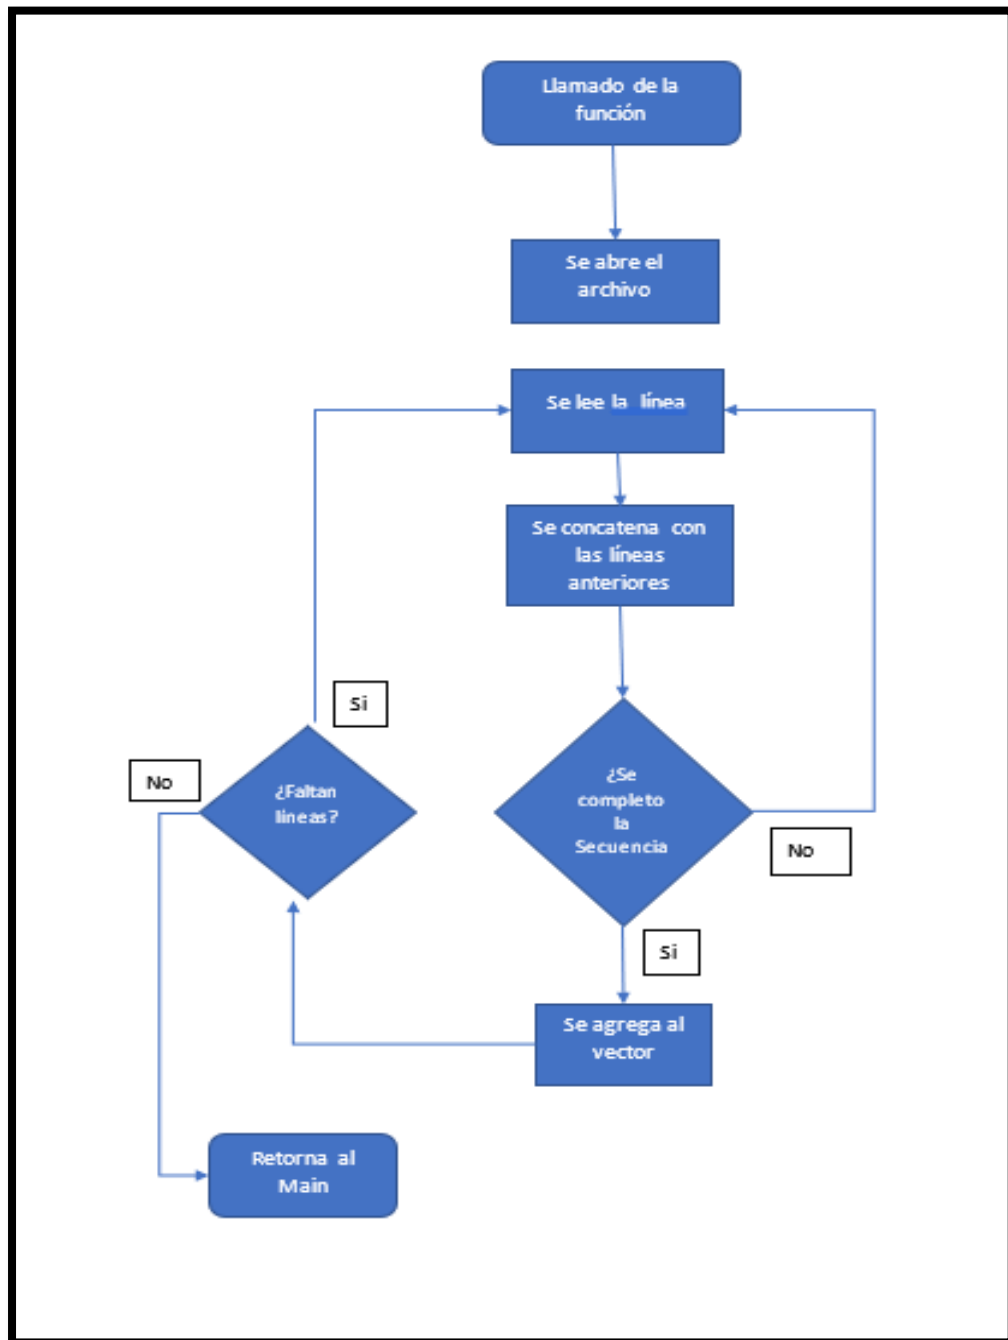 Llamado de la
función
Se abre el
archivo
Se lee la línea
Se concatena con
las líneas
anteriores
Si
No
¿Faltan
lineas?
¿Se
completo
la
Secuencia
No
Si
Se agrega al
vector
Retorna al
Main